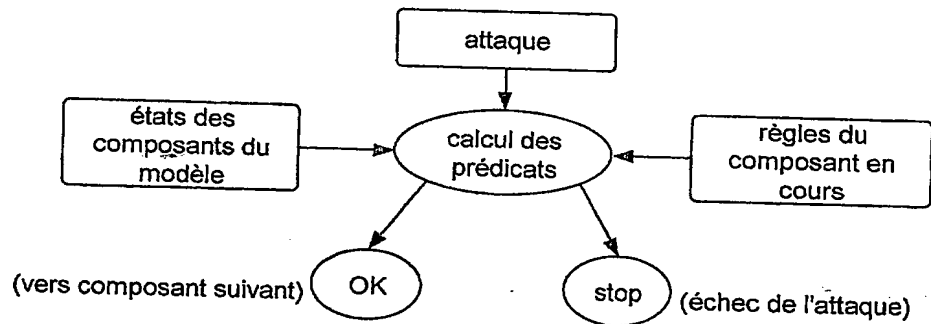 attaque
états des
composants du
modèle
calcul des
prédicats
règles du
composant en
cours
(vers composant suivant)
OK
stop
(échec de l'attaque)